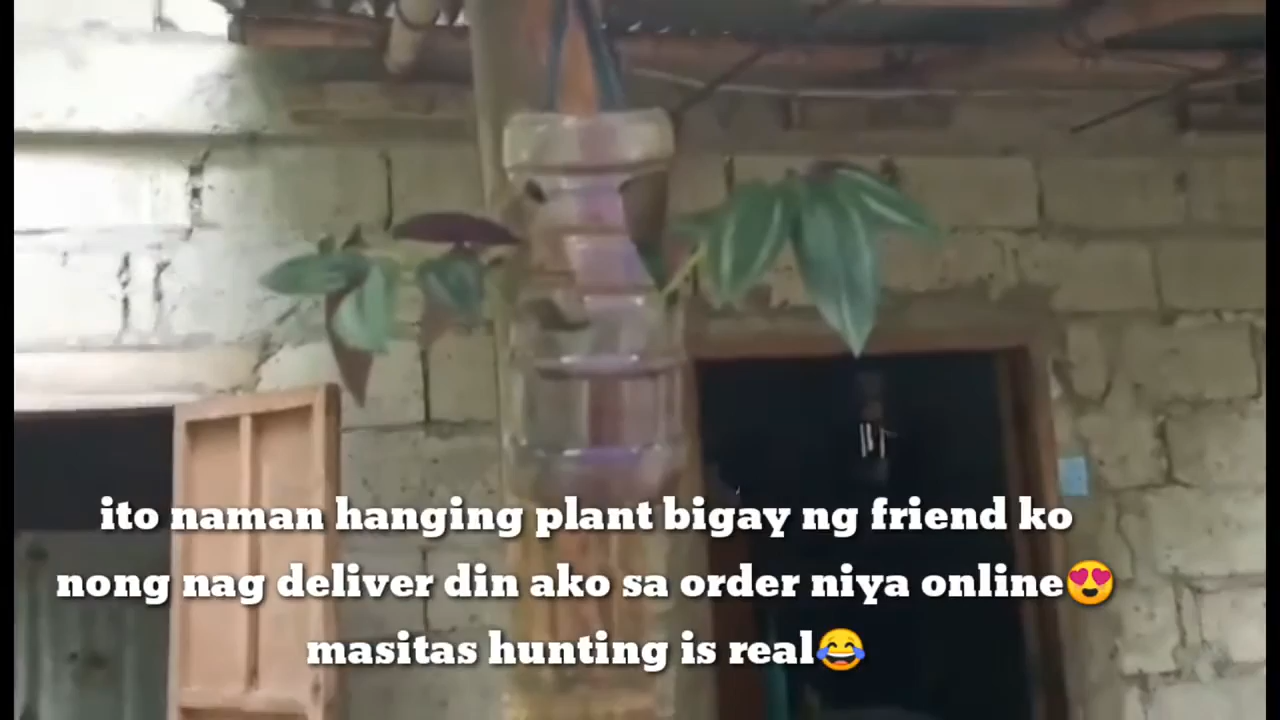 ito naman hanging plant bigay ng friend ko
nong nag deliver din ako sa order niya online😍
masitas hunting is real😂